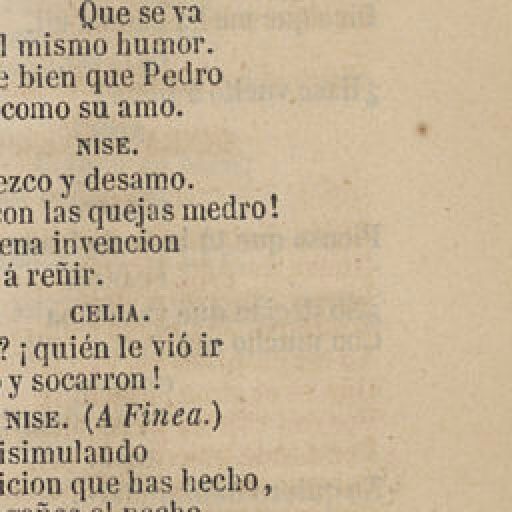 Que se va
l mismo humor.
e bien que Pedro
como su amo.
NISE.
ezco y desamo.
con las quejas medro!
ena invencion
á reñir.
CELIA.
? ¡quién le vió ir
y socarron!
NISE. (A Finea.)
isimulando
icion que has hecho,